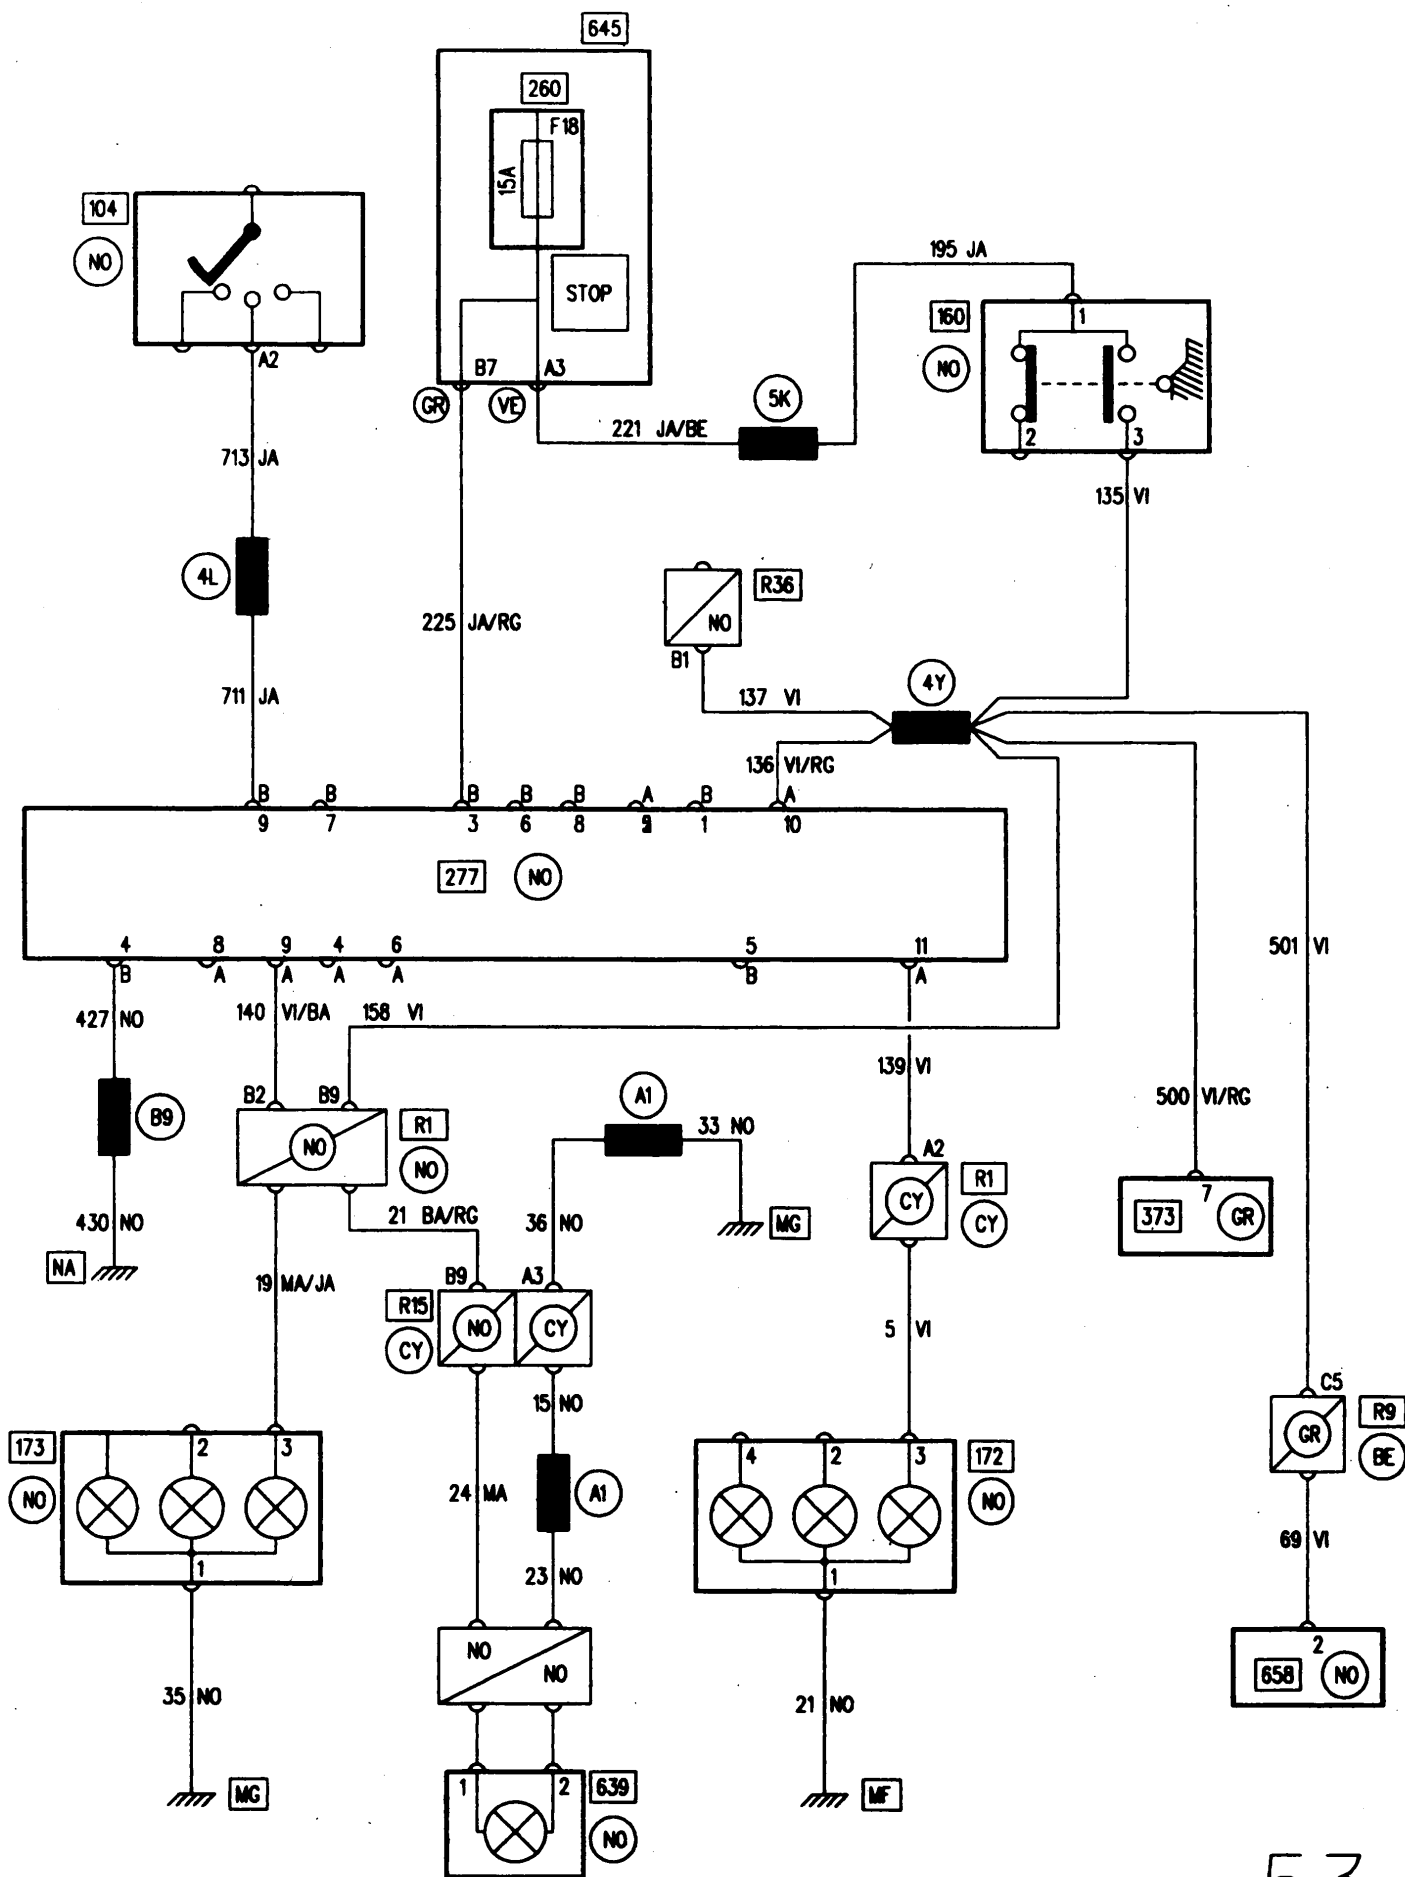 645
260
F18
15A
104
NO
STOP
195 JA
160
1
NO
A2
B7
A3
GR
VE
5K
221 JA/BE
2
3
713 JA
135 VI
4L
R36
NO
225 JA/RG
B1
4Y
711 JA
137 VI
136 VI/RG
B B B B B A B A
9 7 3 6 8 1 10
277
NO
4 8 9 4 6 5 11
B A A A A B A
501 VI
427 NO
140 VI/BA
158 VI
139 VI
B9
B2
B9
A1
500 VI/RG
NO
R1
NO
33 NO
A2
CY
R1
CY
7
373
GR
430 NO
21 BA/RG
36 NO
MG
NA
19 MA/JA
B9
A3
R15
CY
NO
CY
5 VI
C5
GR
R9
BE
15 NO
173
NO
2
3
1
4
2
3
1
172
NO
24 MA
A1
69 VI
23 NO
NO
NO
2
658
NO
35 NO
21 NO
MG
1
2
639
NO
MF